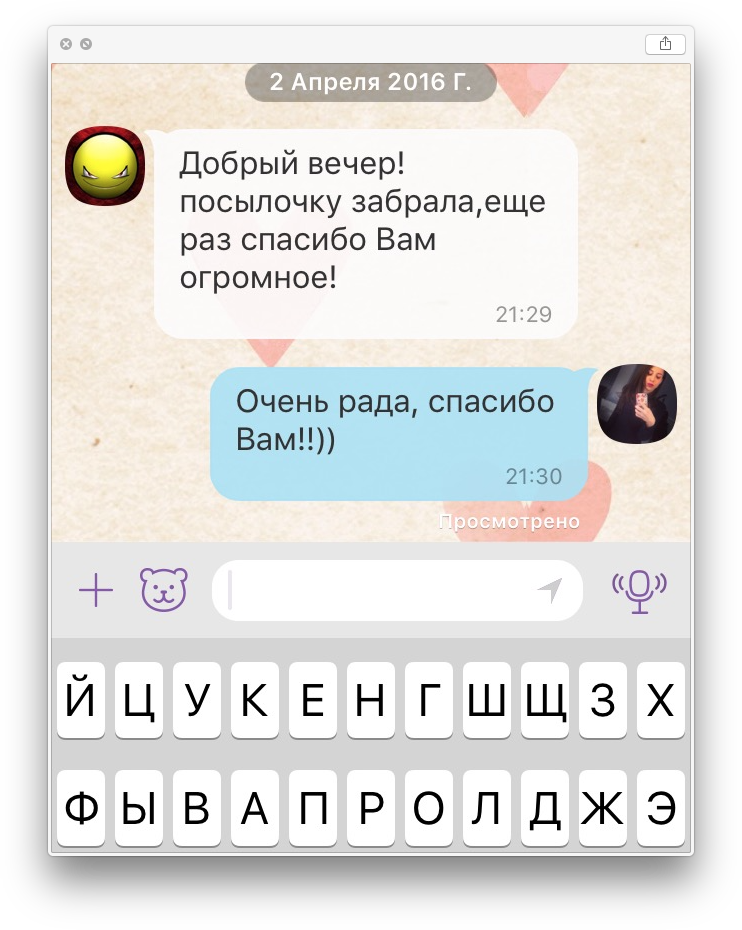 2 Апреля 2016 Г.
Добрый вечер!
посылочку забрала,еще
раз спасибо Вам
огромное!
21:29
Очень рада, спасибо
Вам!!))
21:30
Просмотрено
Й Ц У К Е Н Г Ш Щ З Х
Ф Ы В А П Р О Л Д Ж Э